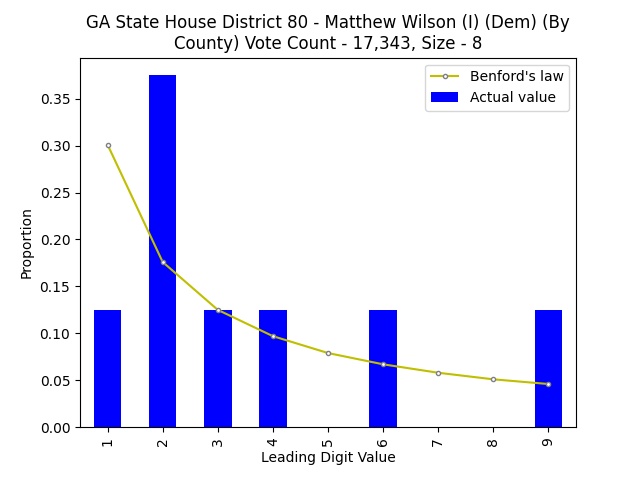 GA State House District 80 - Matthew Wilson (I) (Dem) (By
County) Vote Count - 17,343, Size - 8
Benford's law
Actual value
Proportion
0.35
0.30
0.25
0.20
0.15
0.10
0.05
0.00
1
2
3
4
5
6
7
8
9
Leading Digit Value